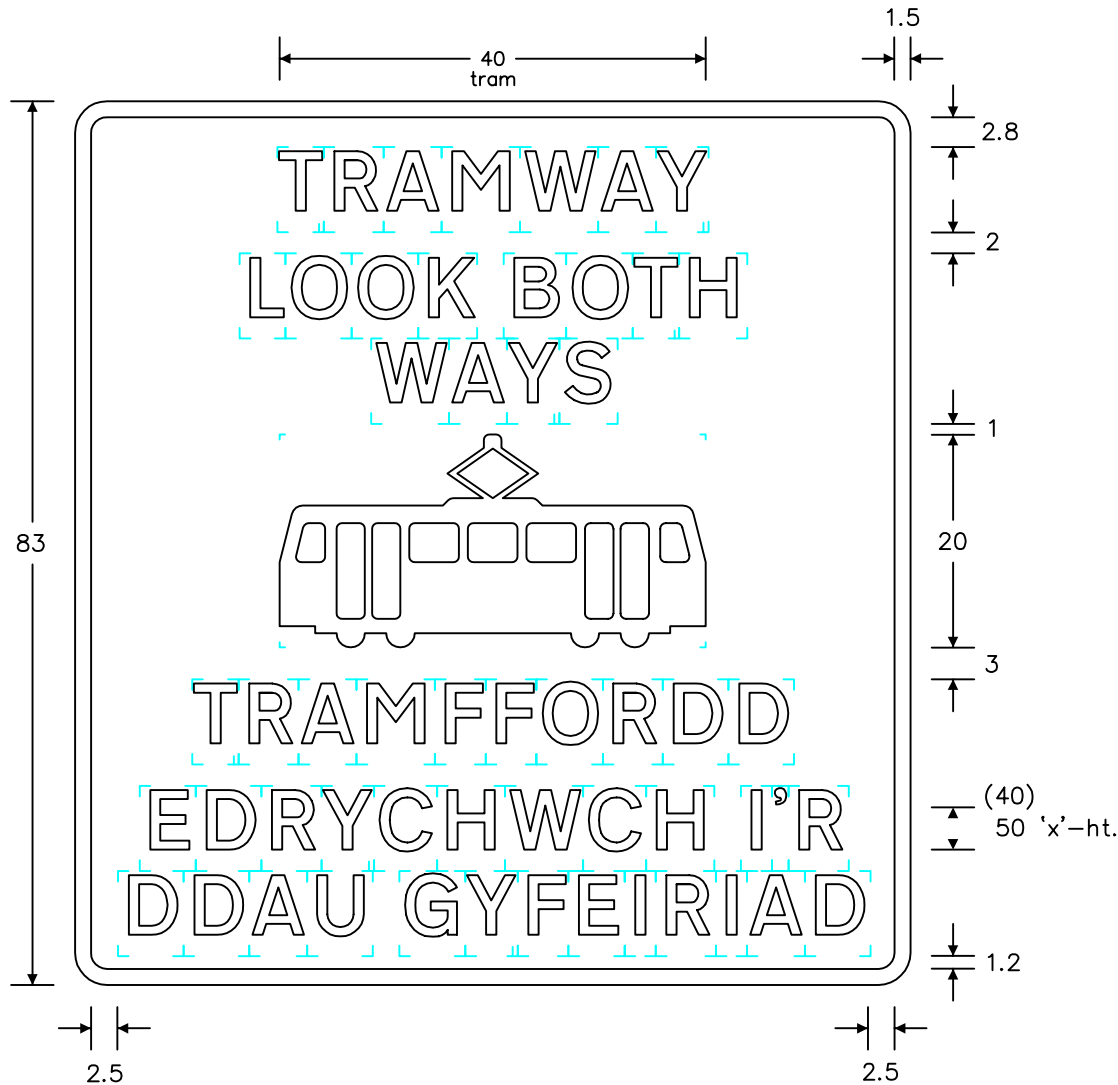 1.5
40
tram
2.8
TRAMWAY
2
LOOK BOTH
WAYS
1
83
20
3
TRAMFFORDD
(40)
50 'x'-ht.
EDRYCHWCH I'R
DDAU GYFEIRIAD
1.2
2.5
2.5